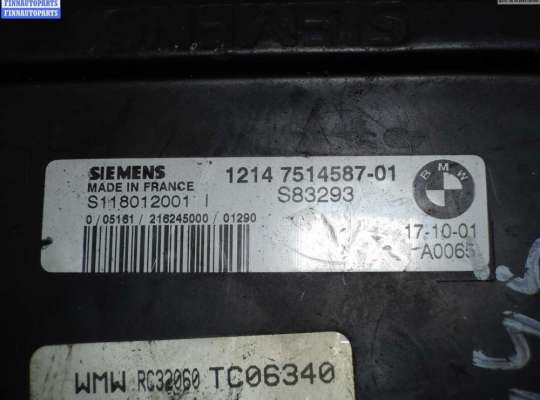 FINNAUTOPARTS
FINNAUTOPARTS
SIEMENS
MADE IN FRANCE
1214 7514587-01
BMW
S118012001 I
S83293
17-10-01
0/05161/216245000/01290
A0065
WMW RC32060 TC06340